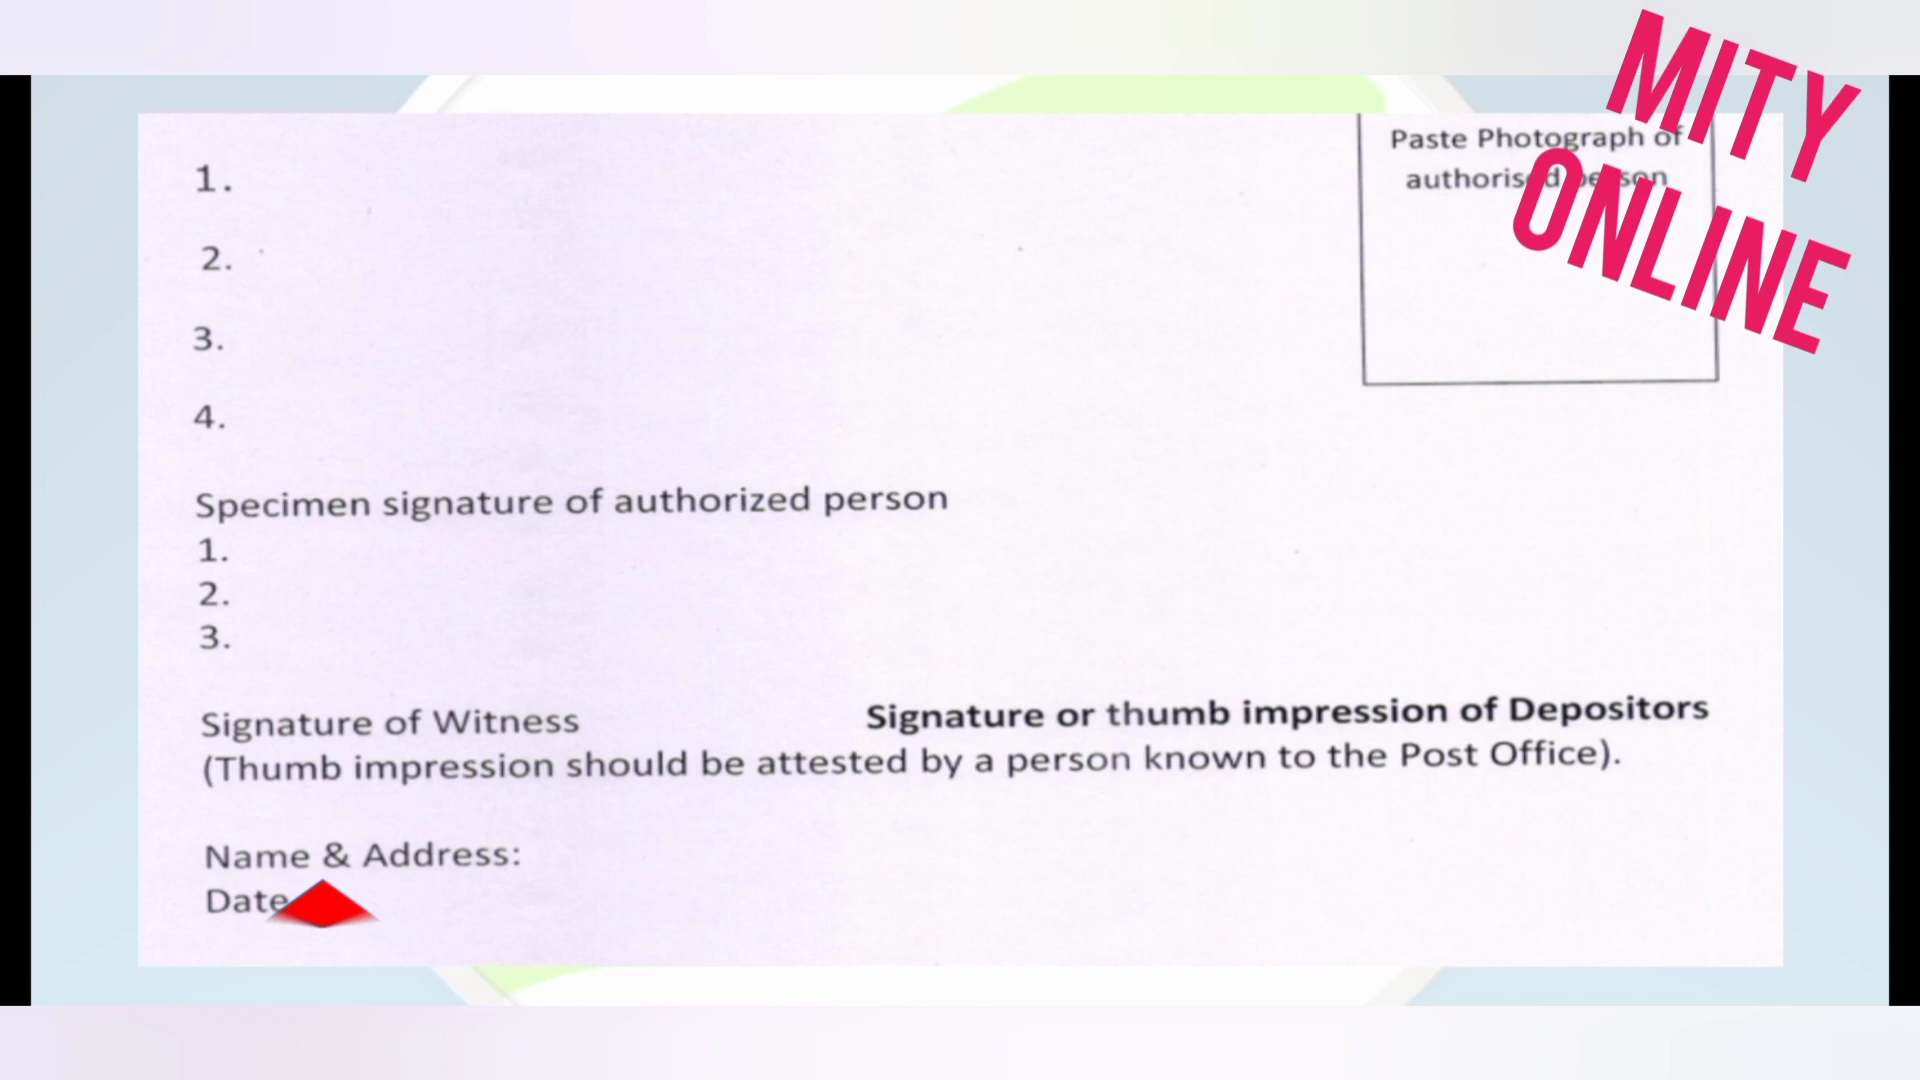 MITY
ONLINE
Paste Photograph of
authorised person
1.
2.
3.
4.
Specimen signature of authorized person
1.
2.
3.
Signature of Witness Signature or thumb impression of Depositors
(Thumb impression should be attested by a person known to the Post Office).
Name & Address:
Date